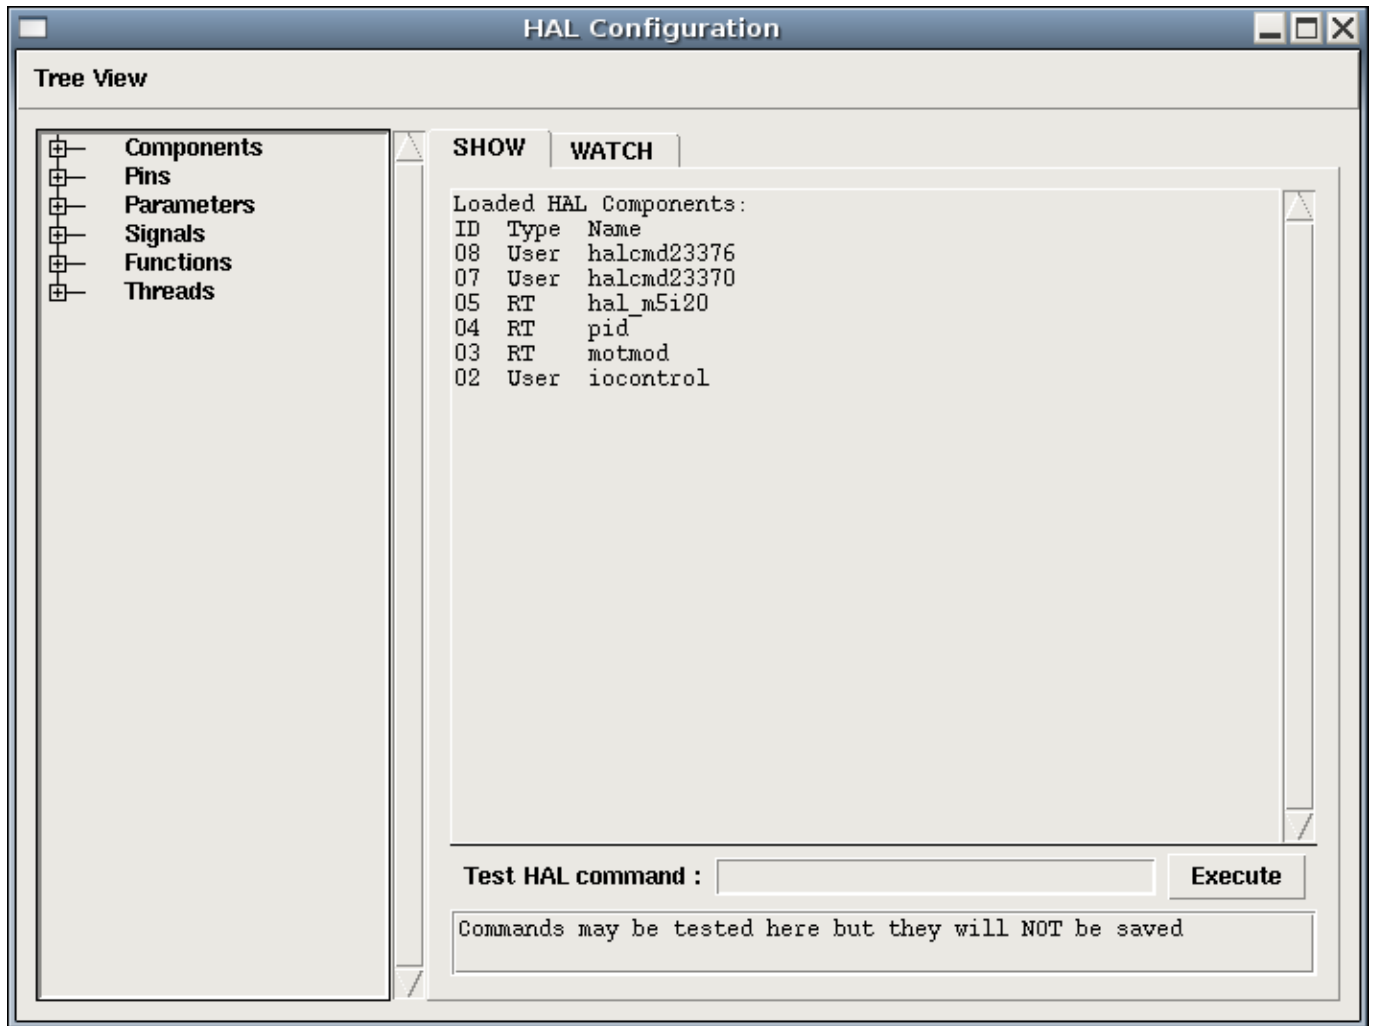 HAL Configuration
Tree View
Components
Pins
Parameters
Signals
Functions
Threads
SHOW WATCH
Loaded HAL Components:
ID Type Name
08 User halcmd23376
07 User halcmd23370
05 RT hal_m5i20
04 RT pid
03 RT motmod
02 User iocontrol
Test HAL command : Execute
Commands may be tested here but they will NOT be saved